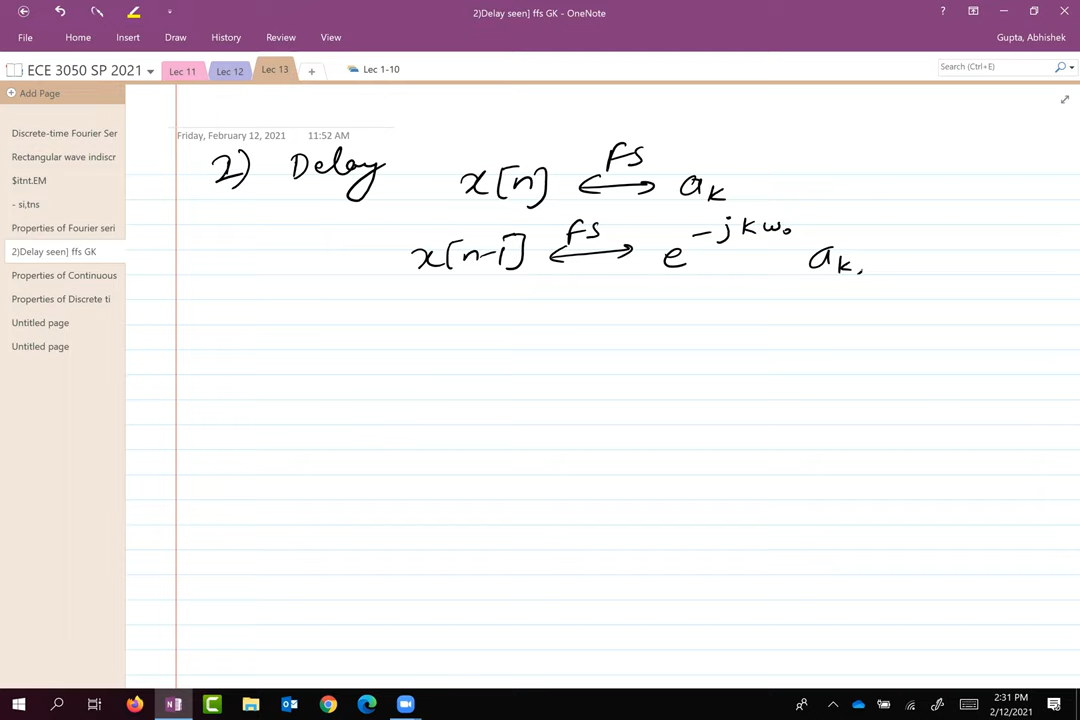 2)Delay seen] ffs GK - OneNote
File Home Insert Draw History Review View
Gupta, Abhishek
ECE 3050 SP 2021
Lec 11 Lec 12 Lec 13 + Lec 1-10
Search (Ctrl+E)
Add Page
Discrete-time Fourier Ser
Rectangular wave indiscr
$itnt.EM
- si,tns
Properties of Fourier seri
2)Delay seen] ffs GK
Properties of Continuous
Properties of Discrete ti
Untitled page
Untitled page
Friday, February 12, 2021 11:52 AM
2) Delay x[n] ⟷ FS a_k
x[n-1] ⟷ FS e^{-jkω₀} a_k.
2:31 PM
2/12/2021